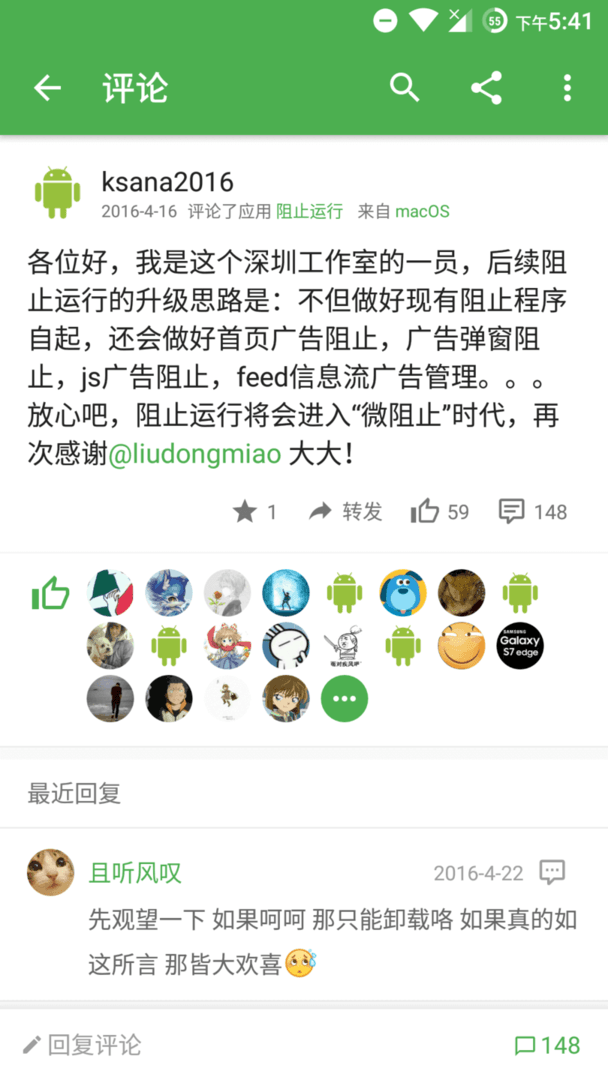 55 下午5:41
评论
ksana2016
2016-4-16 评论了应用 阻止运行 来自 macOS
各位好，我是这个深圳工作室的一员，后续阻
止运行的升级思路是：不但做好现有阻止程序
自起，还会做好首页广告阻止，广告弹窗阻
止，js广告阻止，feed信息流广告管理。。。
放心吧，阻止运行将会进入“微阻止”时代，再
次感谢@liudongmiao 大大！
1 转发 59 148
面对疾风吧
SAMSUNG
Galaxy
S7 edge
最近回复
且听风叹 2016-4-22
先观望一下 如果呵呵 那只能卸载咯 如果真的如
这所言 那皆大欢喜
回复评论 148